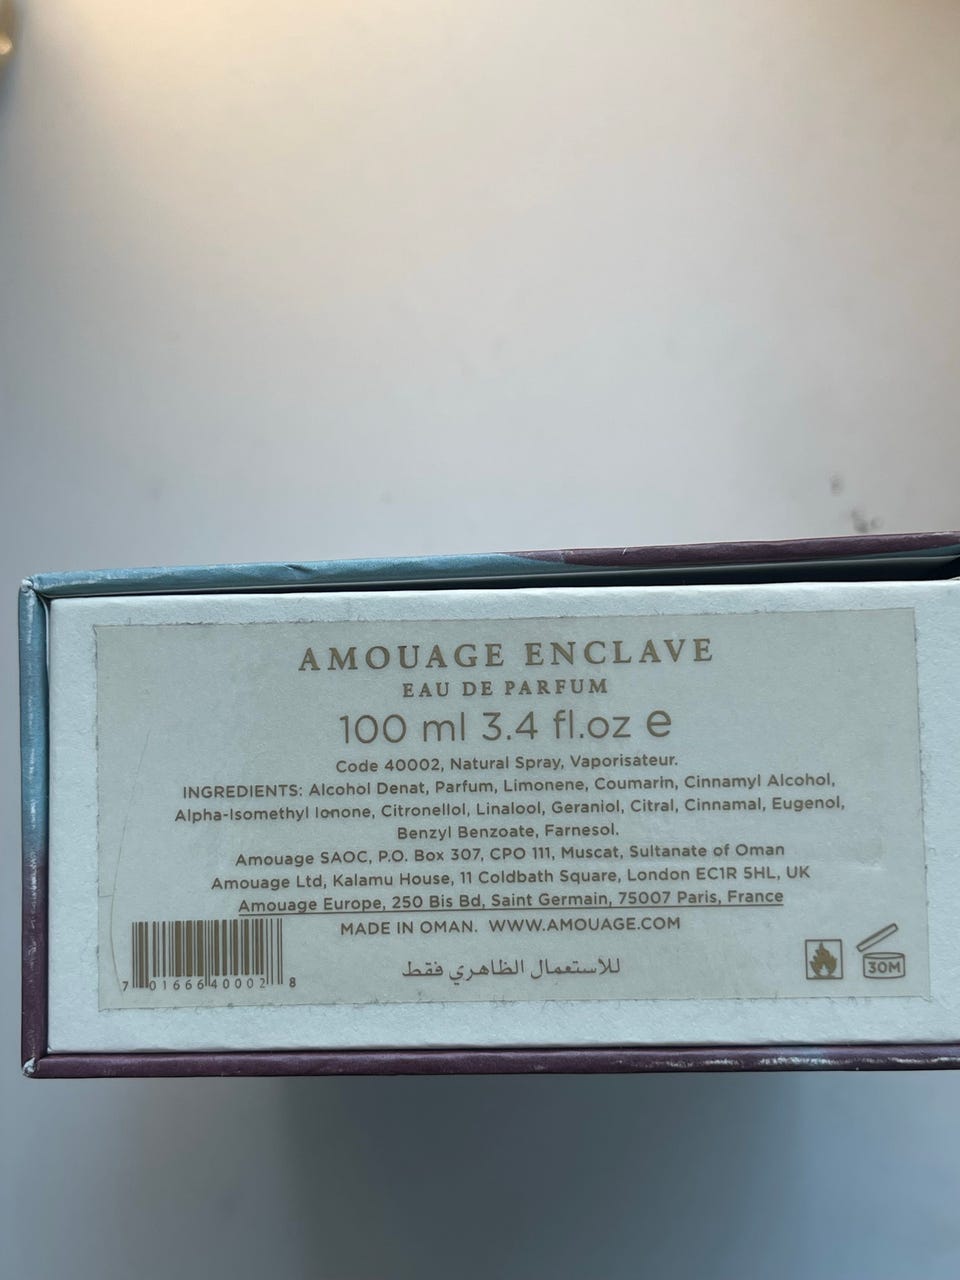 AMOUAGE ENCLAVE
EAU DE PARFUM
100 ml 3.4 fl.oz e
Code 40002, Natural Spray, Vaporisateur.
INGREDIENTS: Alcohol Denat, Parfum, Limonene, Coumarin, Cinnamyl Alcohol,
Alpha-Isomethyl Ionone, Citronellol, Linalool, Geraniol, Citral, Cinnamal, Eugenol,
Benzyl Benzoate, Farnesol.
Amouage SAOC, P.O. Box 307, CPO 111, Muscat, Sultanate of Oman
Amouage Ltd, Kalamu House, 11 Coldbath Square, London EC1R 5HL, UK
Amouage Europe, 250 Bis Bd, Saint Germain, 75007 Paris, France
MADE IN OMAN. WWW.AMOUAGE.COM
للاستعمال الظاهري فقط
7 01666 40002 8
30M